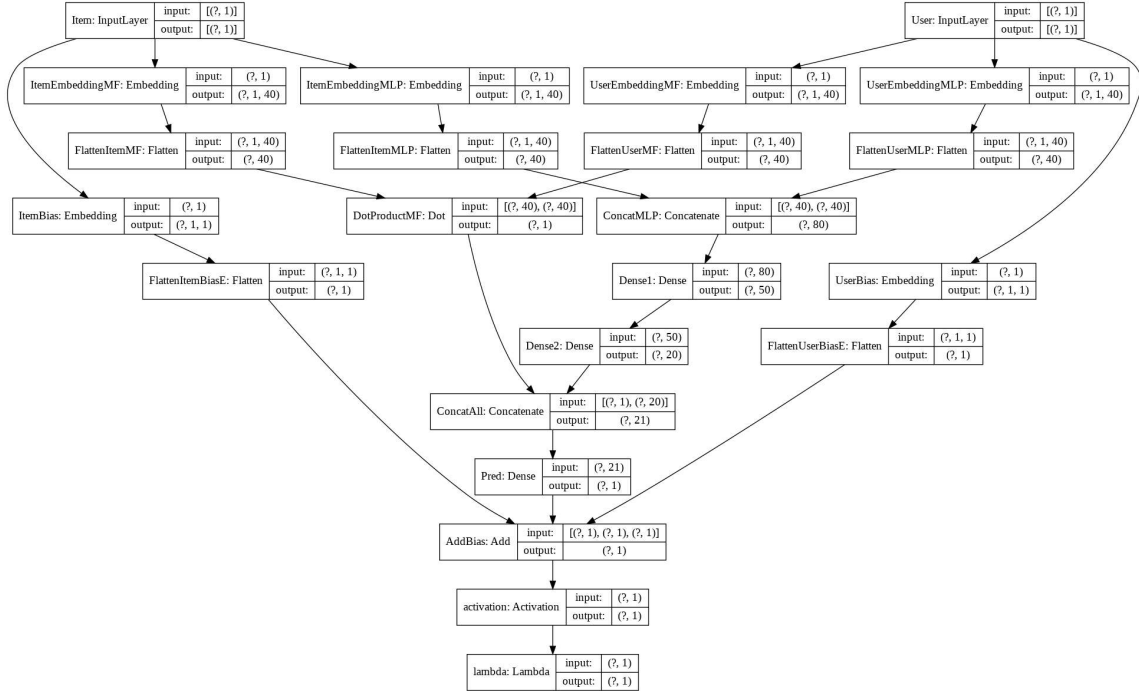 Item: InputLayer input: [(?, 1)]
output: [(?, 1)]
User: InputLayer input: [(?, 1)]
output: [(?, 1)]
ItemEmbeddingMF: Embedding input: (?, 1)
output: (?, 1, 40)
ItemEmbeddingMLP: Embedding input: (?, 1)
output: (?, 1, 40)
UserEmbeddingMF: Embedding input: (?, 1)
output: (?, 1, 40)
UserEmbeddingMLP: Embedding input: (?, 1)
output: (?, 1, 40)
FlattenItemMF: Flatten input: (?, 1, 40)
output: (?, 40)
FlattenItemMLP: Flatten input: (?, 1, 40)
output: (?, 40)
FlattenUserMF: Flatten input: (?, 1, 40)
output: (?, 40)
FlattenUserMLP: Flatten input: (?, 1, 40)
output: (?, 40)
ItemBias: Embedding input: (?, 1)
output: (?, 1, 1)
DotProductMF: Dot input: [(?, 40), (?, 40)]
output: (?, 1)
ConcatMLP: Concatenate input: [(?, 40), (?, 40)]
output: (?, 80)
FlattenItemBiasE: Flatten input: (?, 1, 1)
output: (?, 1)
Dense1: Dense input: (?, 80)
output: (?, 50)
UserBias: Embedding input: (?, 1)
output: (?, 1, 1)
Dense2: Dense input: (?, 50)
output: (?, 20)
FlattenUserBiasE: Flatten input: (?, 1, 1)
output: (?, 1)
ConcatAll: Concatenate input: [(?, 1), (?, 20)]
output: (?, 21)
Pred: Dense input: (?, 21)
output: (?, 1)
AddBias: Add input: [(?, 1), (?, 1), (?, 1)]
output: (?, 1)
activation: Activation input: (?, 1)
output: (?, 1)
lambda: Lambda input: (?, 1)
output: (?, 1)